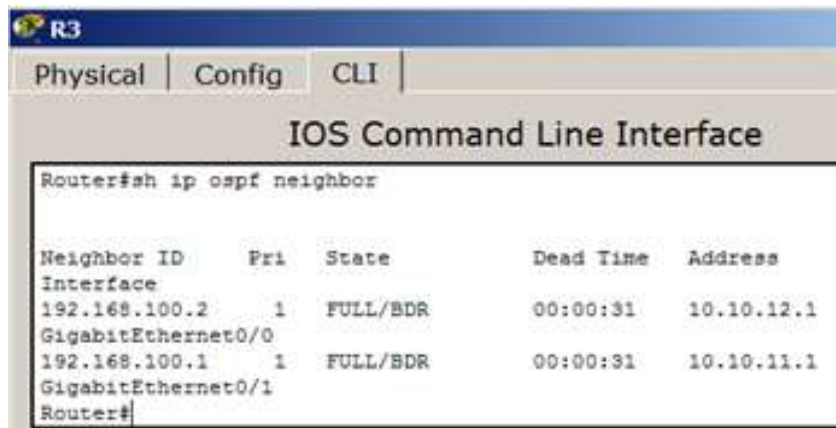 R3
Physical Config CLI
IOS Command Line Interface
Router#sh ip ospf neighbor
Neighbor ID Pri State Dead Time Address
Interface
192.168.100.2 1 FULL/BDR 00:00:31 10.10.12.1
GigabitEthernet0/0
192.168.100.1 1 FULL/BDR 00:00:31 10.10.11.1
GigabitEthernet0/1
Router#